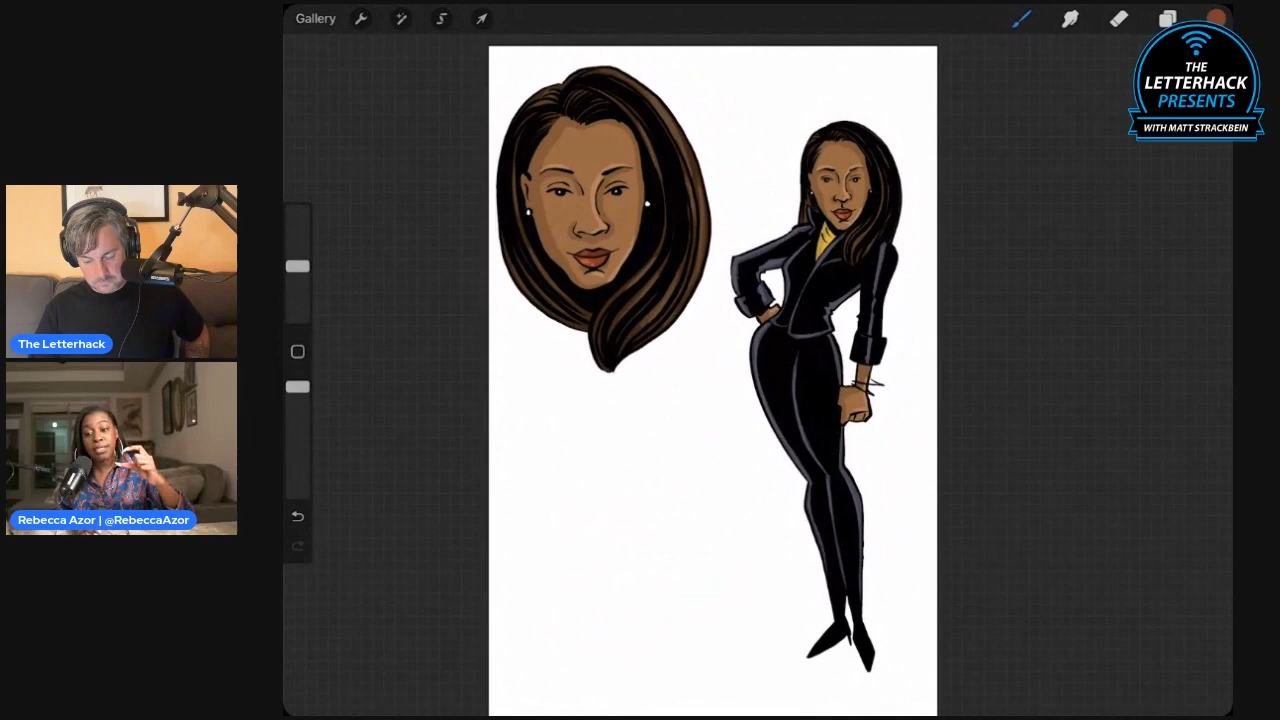 Gallery
THE
LETTERHACK
PRESENTS
WITH MATT STRACKBEIN
The Letterhack
Rebecca Azor | @RebeccaAzor